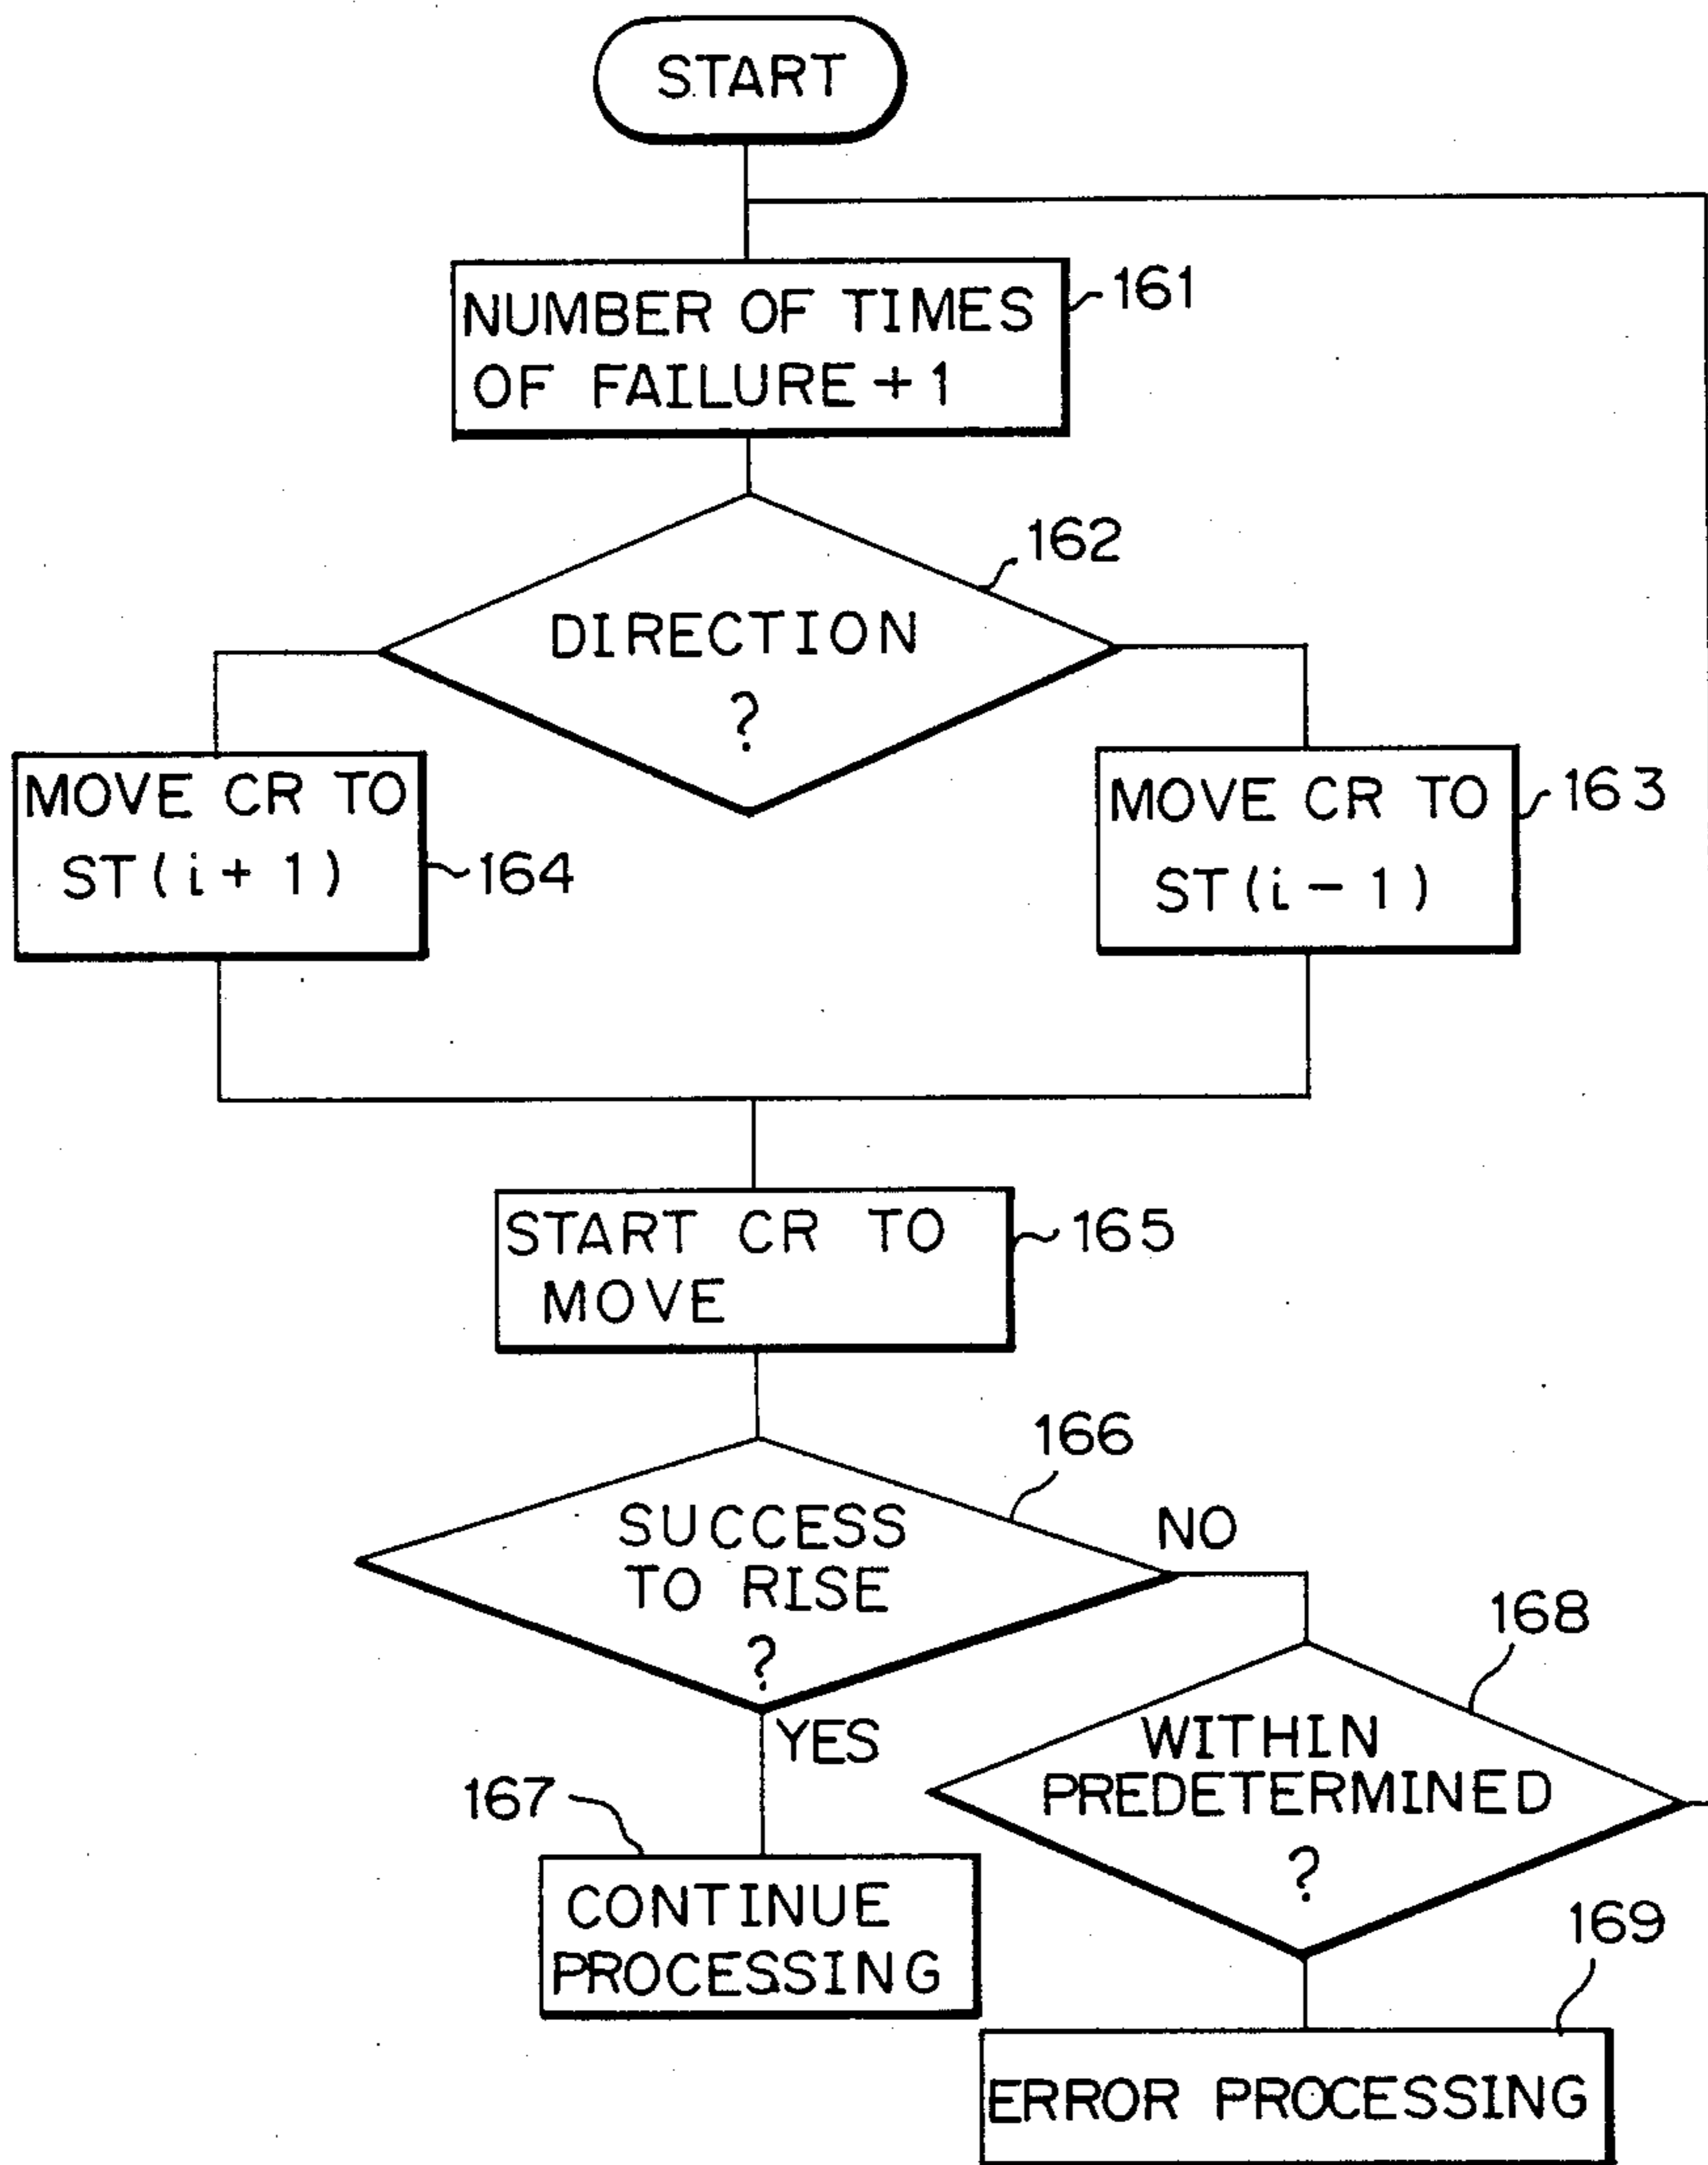 START
NUMBER OF TIMES
OF FAILURE + 1
161
162
DIRECTION
?
MOVE CR TO
ST(i + 1)
164
MOVE CR TO
ST(i - 1)
163
START CR TO
MOVE
165
166
SUCCESS
TO RISE
?
NO
YES
168
WITHIN
PREDETERMINED
?
167
CONTINUE
PROCESSING
169
ERROR PROCESSING